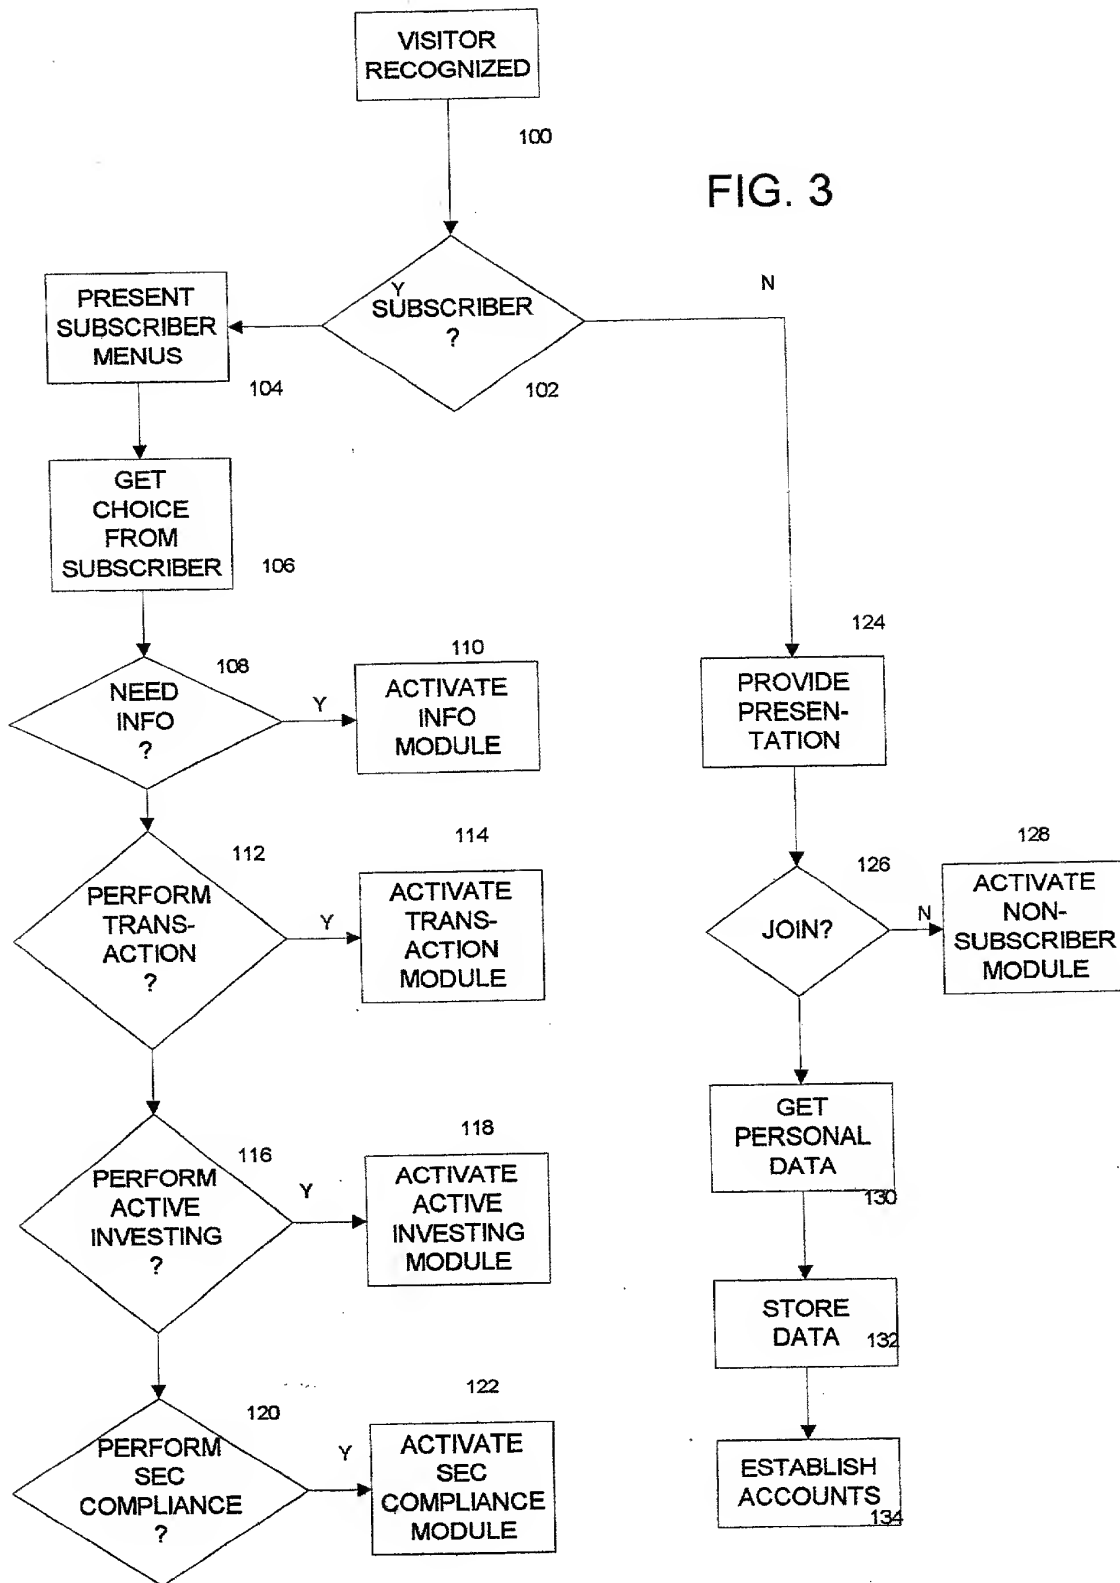 VISITOR
RECOGNIZED
100
FIG. 3
Y
SUBSCRIBER
?
N
102
PRESENT
SUBSCRIBER
MENUS
104
GET
CHOICE
FROM
SUBSCRIBER
106
108
NEED
INFO
?
Y
110
ACTIVATE
INFO
MODULE
112
PERFORM
TRANS-
ACTION
?
Y
114
ACTIVATE
TRANS-
ACTION
MODULE
116
PERFORM
ACTIVE
INVESTING
?
Y
118
ACTIVATE
ACTIVE
INVESTING
MODULE
120
PERFORM
SEC
COMPLIANCE
?
Y
122
ACTIVATE
SEC
COMPLIANCE
MODULE
124
PROVIDE
PRESEN-
TATION
126
JOIN?
N
128
ACTIVATE
NON-
SUBSCRIBER
MODULE
GET
PERSONAL
DATA
130
STORE
DATA
132
ESTABLISH
ACCOUNTS
134